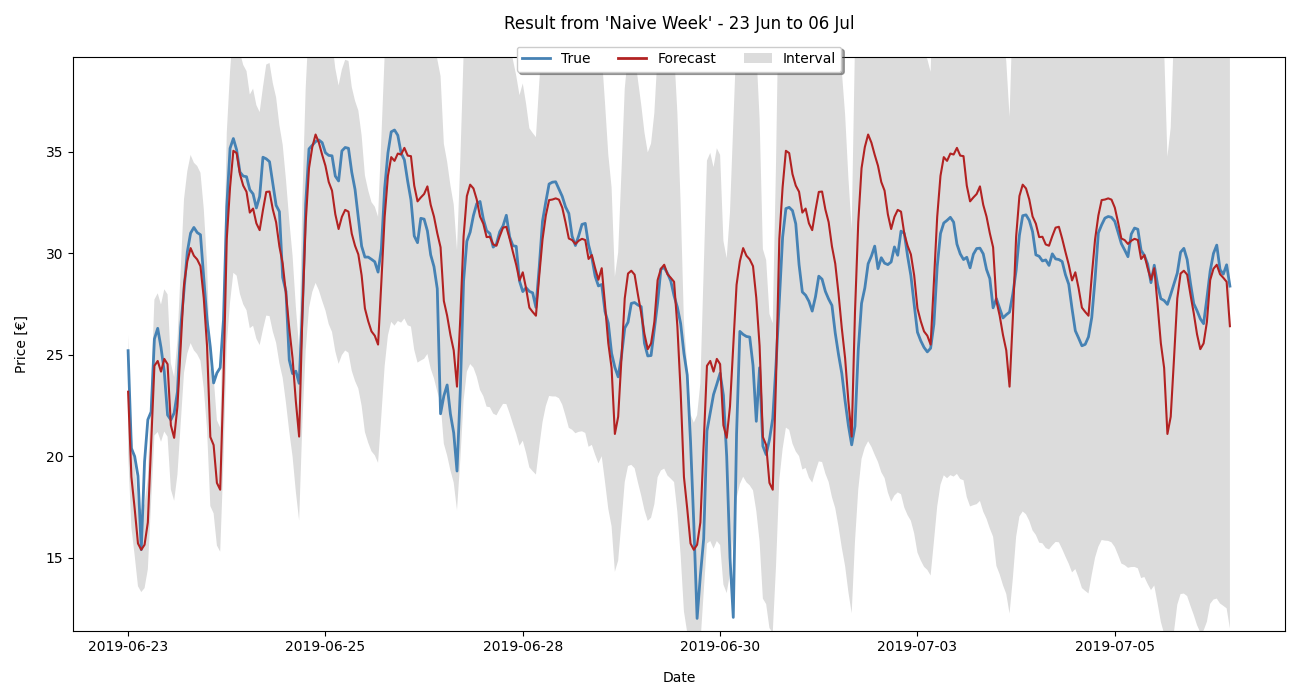 Result from 'Naive Week' - 23 Jun to 06 Jul
True Forecast Interval
Price [€]
35
30
25
20
15
2019-06-23 2019-06-25 2019-06-28 2019-06-30 2019-07-03 2019-07-05
Date